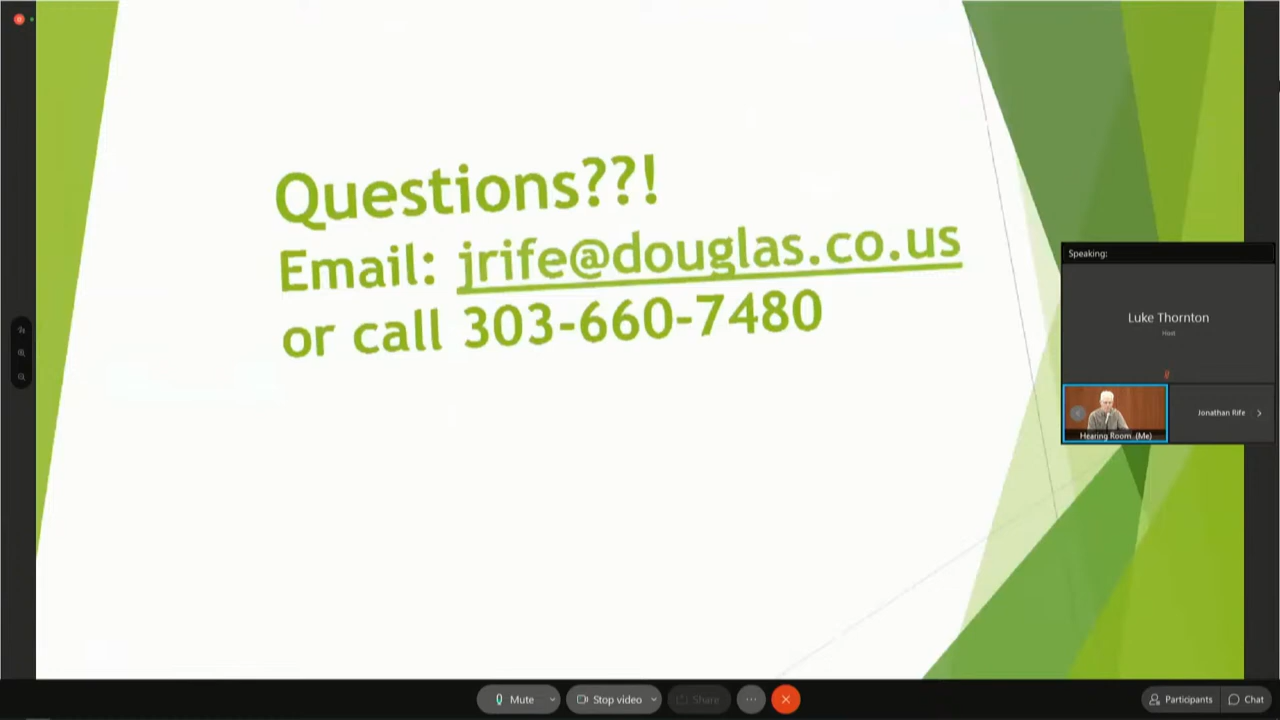 Questions??!
Email: jrife@douglas.co.us
or call 303-660-7480
Speaking:
Luke Thornton
Host
Hearing Room (Me)
Jonathan Rife
Mute
Stop video
Share
Participants
Chat